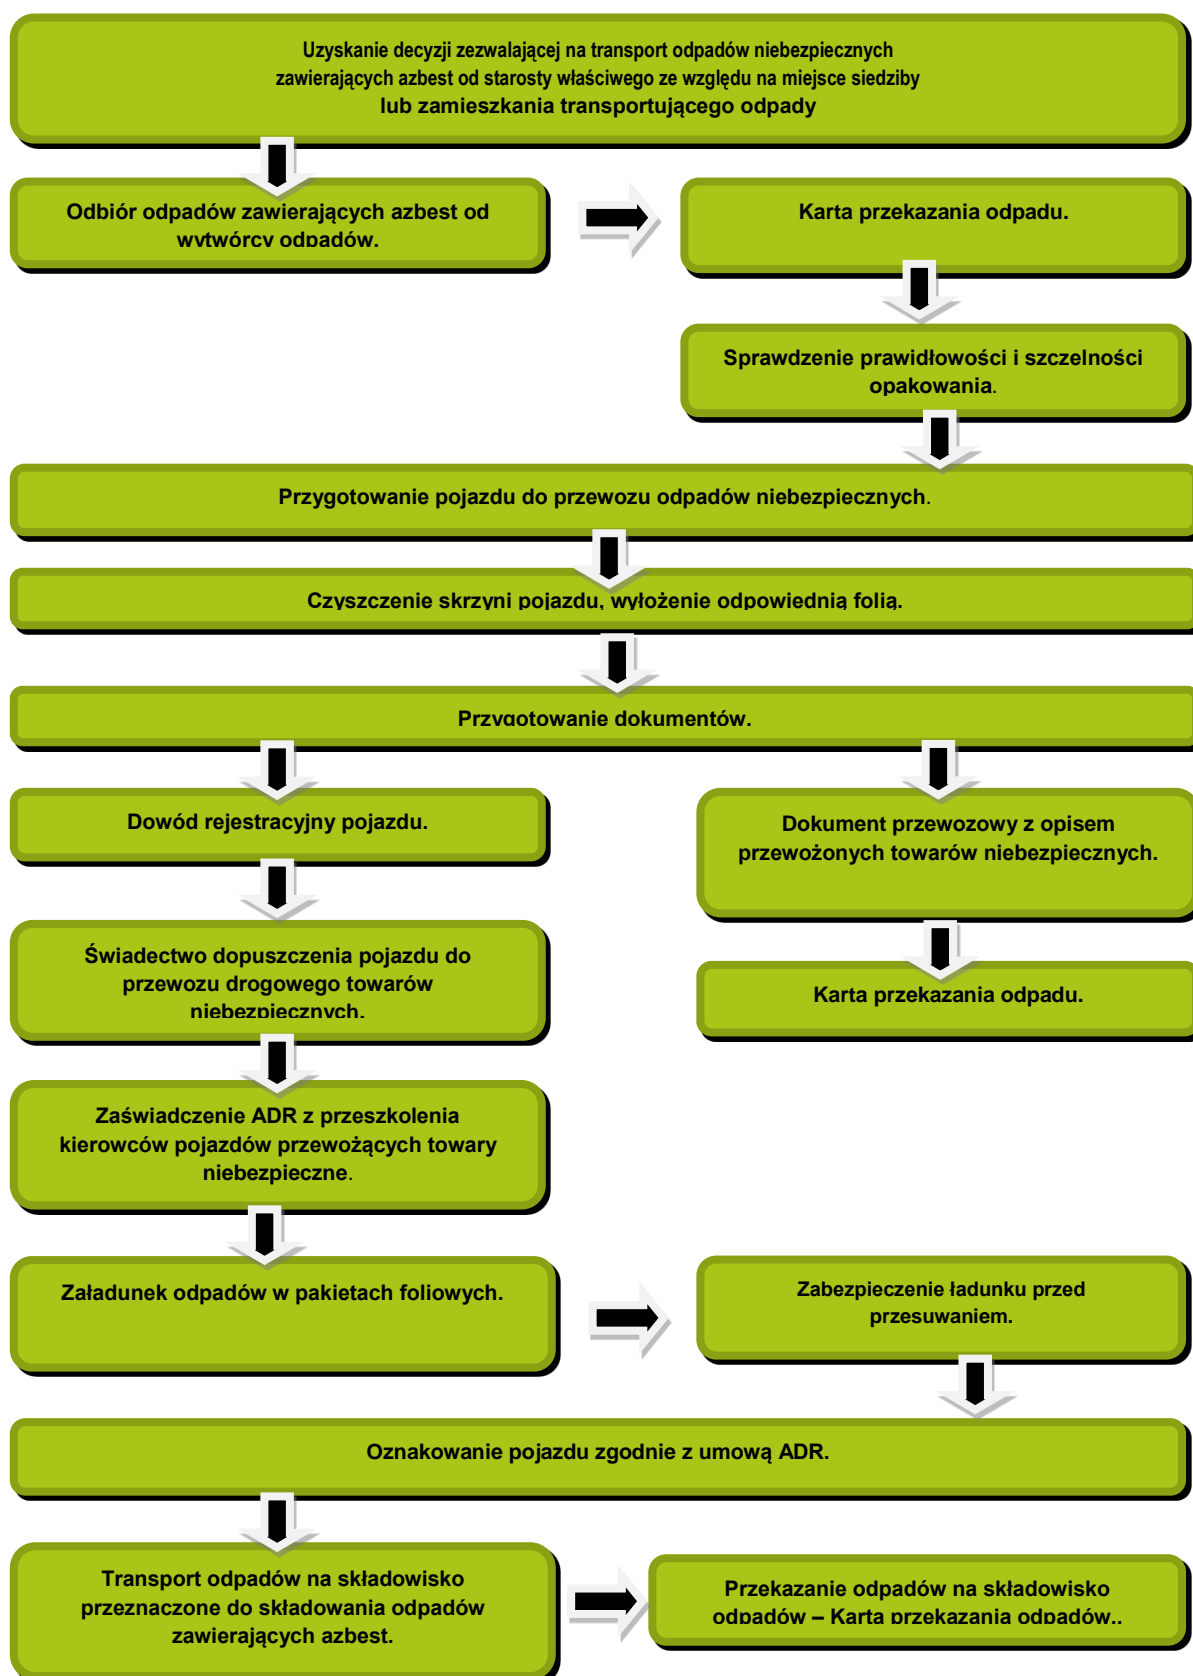 Uzyskanie decyzji zezwalającej na transport odpadów niebezpiecznych
zawierających azbest od starosty właściwego ze względu na miejsce siedziby
lub zamieszkania transportującego odpady
Odbiór odpadów zawierających azbest od
wytwórcy odpadów.
Karta przekazania odpadu.
Sprawdzenie prawidłowości i szczelności
opakowania.
Przygotowanie pojazdu do przewozu odpadów niebezpiecznych.
Czyszczenie skrzyni pojazdu, wyłożenie odpowiednią folią.
Przygotowanie dokumentów.
Dowód rejestracyjny pojazdu.
Dokument przewozowy z opisem
przewożonych towarów niebezpiecznych.
Świadectwo dopuszczenia pojazdu do
przewozu drogowego towarów
niebezpiecznych.
Karta przekazania odpadu.
Zaświadczenie ADR z przeszkolenia
kierowców pojazdów przewożących towary
niebezpieczne.
Załadunek odpadów w pakietach foliowych.
Zabezpieczenie ładunku przed
przesuwaniem.
Oznakowanie pojazdu zgodnie z umową ADR.
Transport odpadów na składowisko
przeznaczone do składowania odpadów
zawierających azbest.
Przekazanie odpadów na składowisko
odpadów – Karta przekazania odpadów..